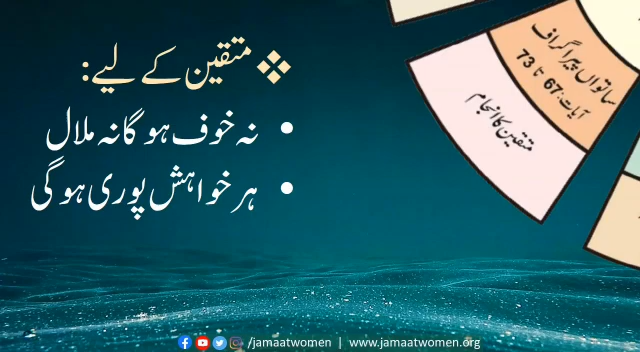 متقین کے لیے:
نہ خوف ہو گا نہ ملال
ہر خواہش پوری ہو گی
ساتواں پیراگراف
آیات: 67 تا 73
متقین کا انجام
/jamaatwomen | www.jamaatwomen.org